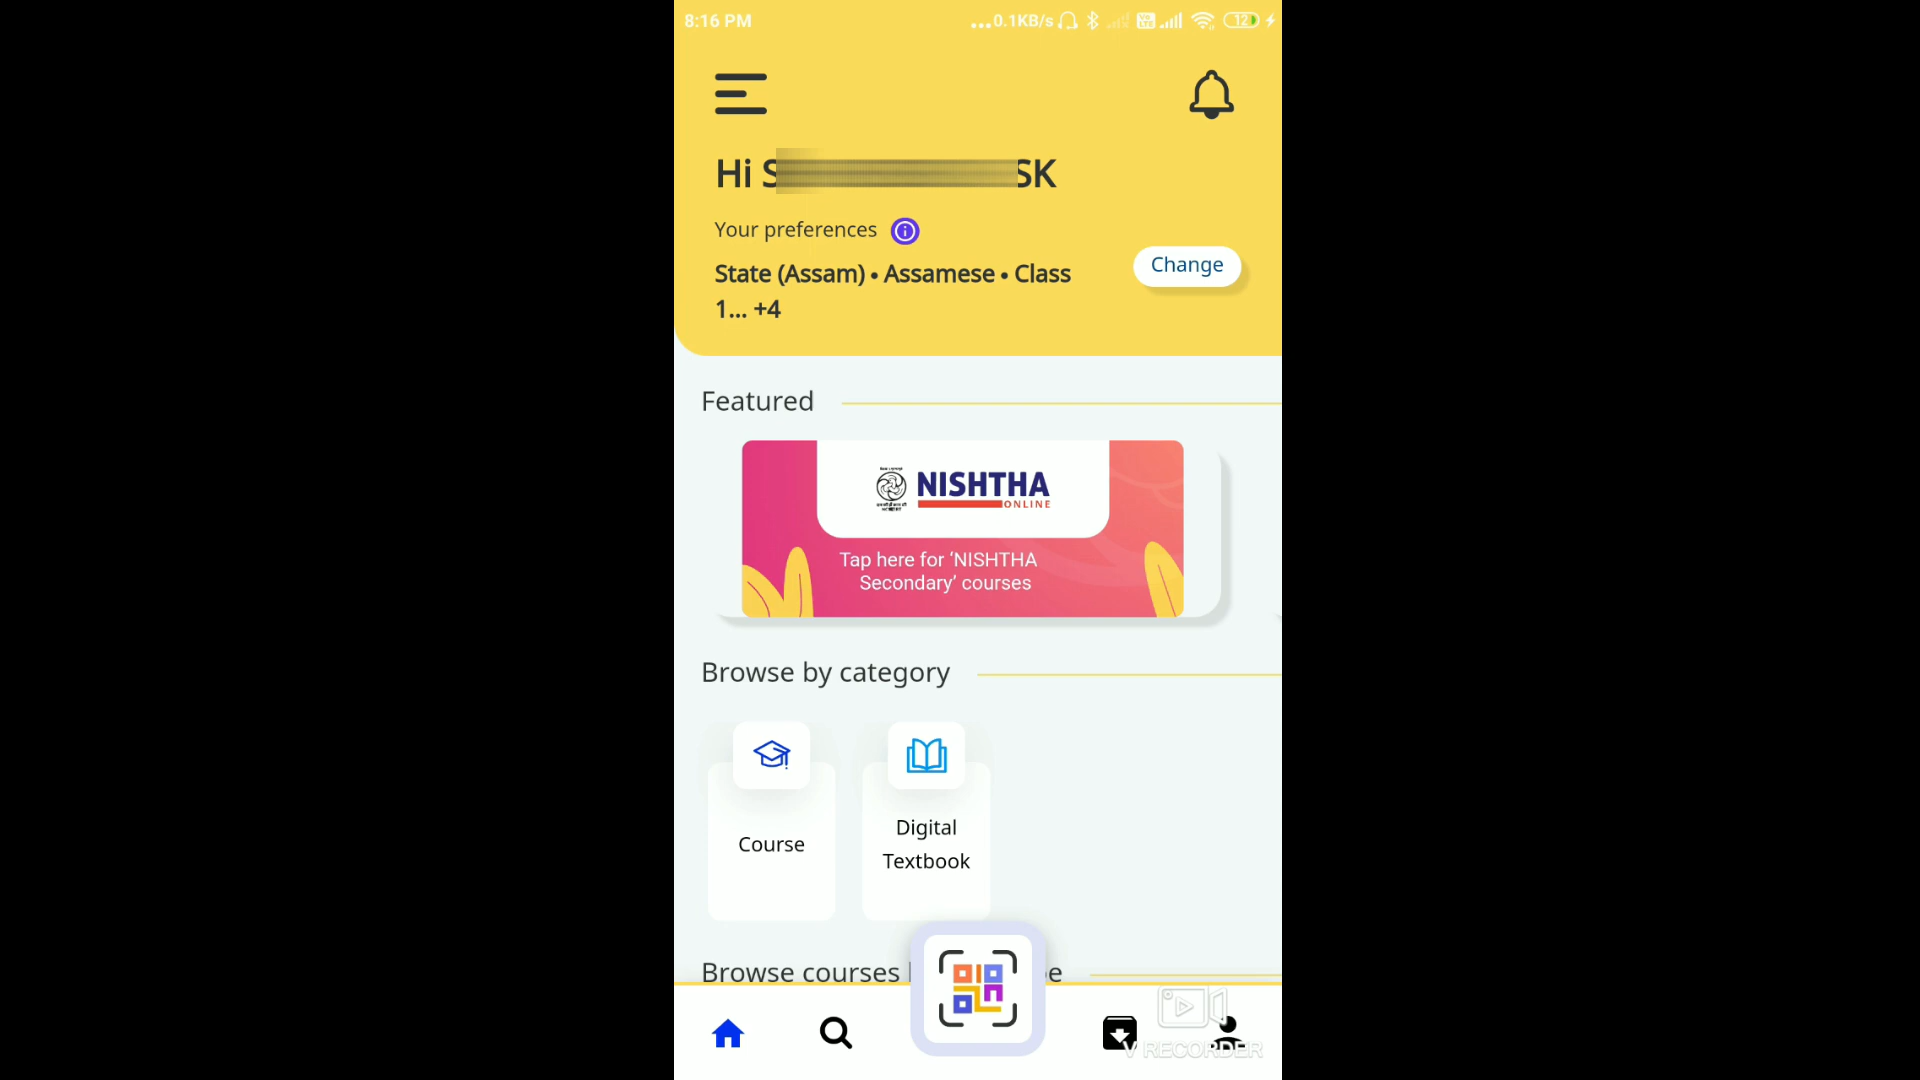 8:16 PM
...0.1KB/s
12
Hi S SK
Your preferences
State (Assam) • Assamese • Class
1... +4
Change
Featured
NISHTHA
ONLINE
Tap here for ‘NISHTHA
Secondary’ courses
Browse by category
Course
Digital
Textbook
Browse courses
V RECORDER